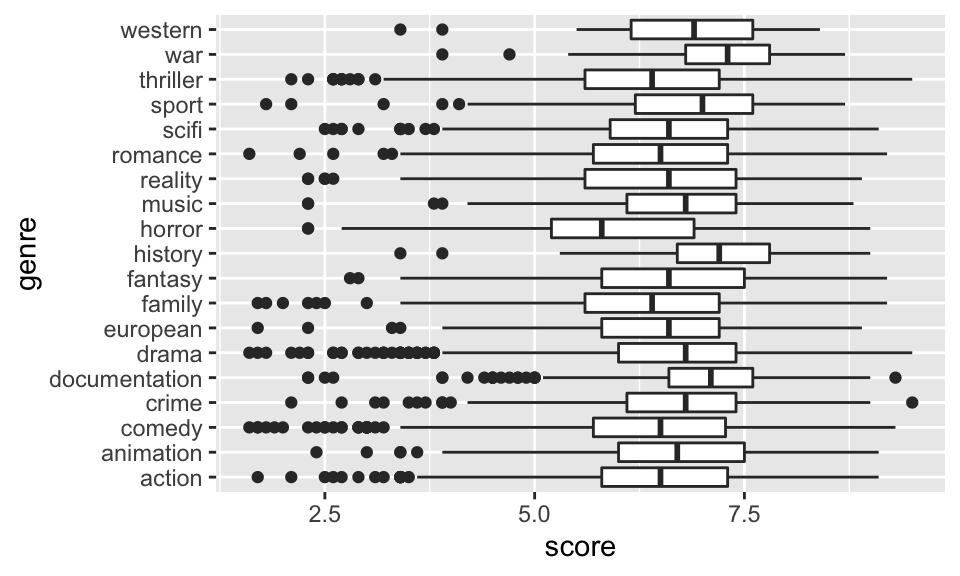 western
war
thriller
sport
scifi
romance
reality
music
horror
history
fantasy
family
european
drama
documentation
crime
comedy
animation
action
genre
2.5 5.0 7.5
score